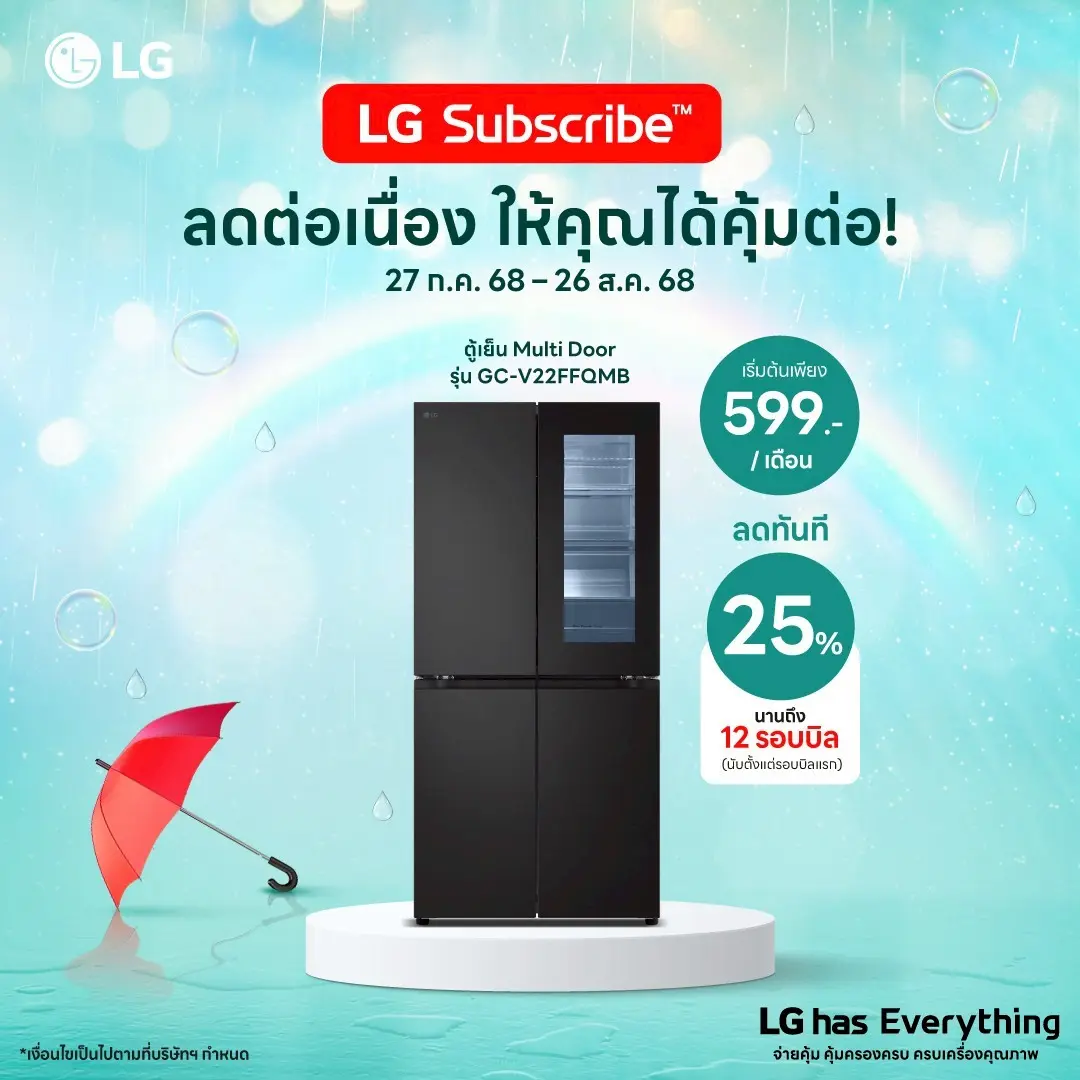 LG
LG Subscribe™
ลดต่อเนื่อง ให้คุณได้คุ้มต่อ!
27 ก.ค. 68 – 26 ส.ค. 68
ตู้เย็น Multi Door
รุ่น GC-V22FFQMB
LG
เริ่มต้นเพียง
599.-
/ เดือน
ลดทันที
25%
นานถึง
12 รอบบิล
(นับตั้งแต่รอบบิลแรก)
LG has Everything
จ่ายคุ้ม คุ้มครองครบ ครบเครื่องคุณภาพ
*เงื่อนไขเป็นไปตามที่บริษัทฯ กำหนด